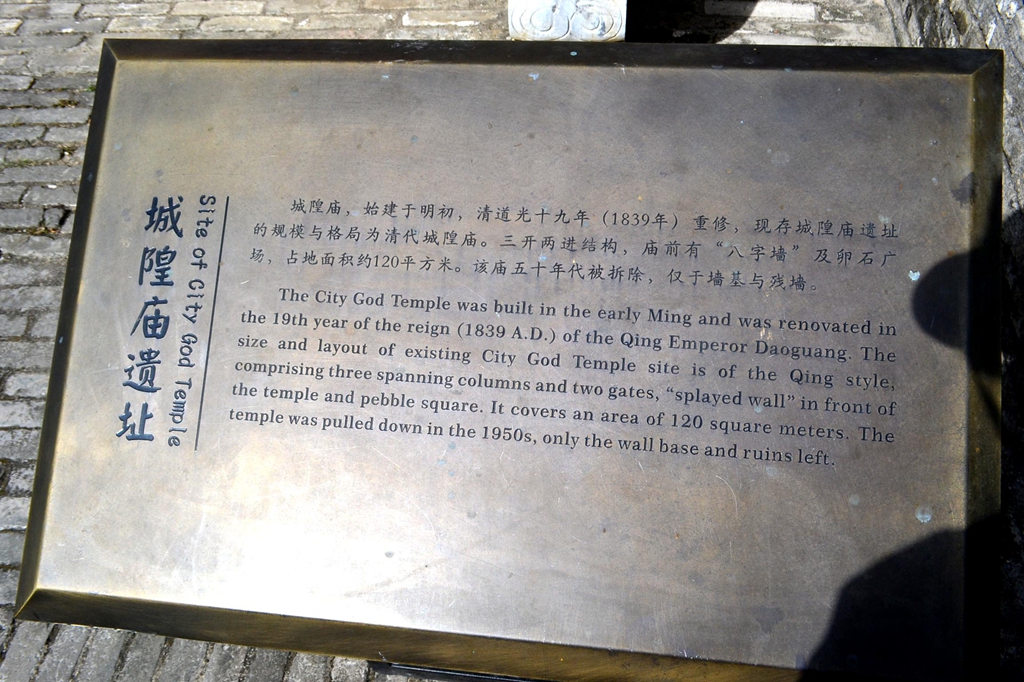 城隍庙遗址
Site of City God Temple
城隍庙，始建于明初，清道光十九年（1839年）重修，现存城隍庙遗址
的规模与格局为清代城隍庙。三开两进结构，庙前有“八字墙”及卵石广
场，占地面积约120平方米。该庙五十年代被拆除，仅于墙基与残墙。
The City God Temple was built in the early Ming and was renovated in
the 19th year of the reign (1839 A.D.) of the Qing Emperor Daoguang. The
size and layout of existing City God Temple site is of the Qing style,
comprising three spanning columns and two gates, “splayed wall” in front of
the temple and pebble square. It covers an area of 120 square meters. The
temple was pulled down in the 1950s, only the wall base and ruins left.